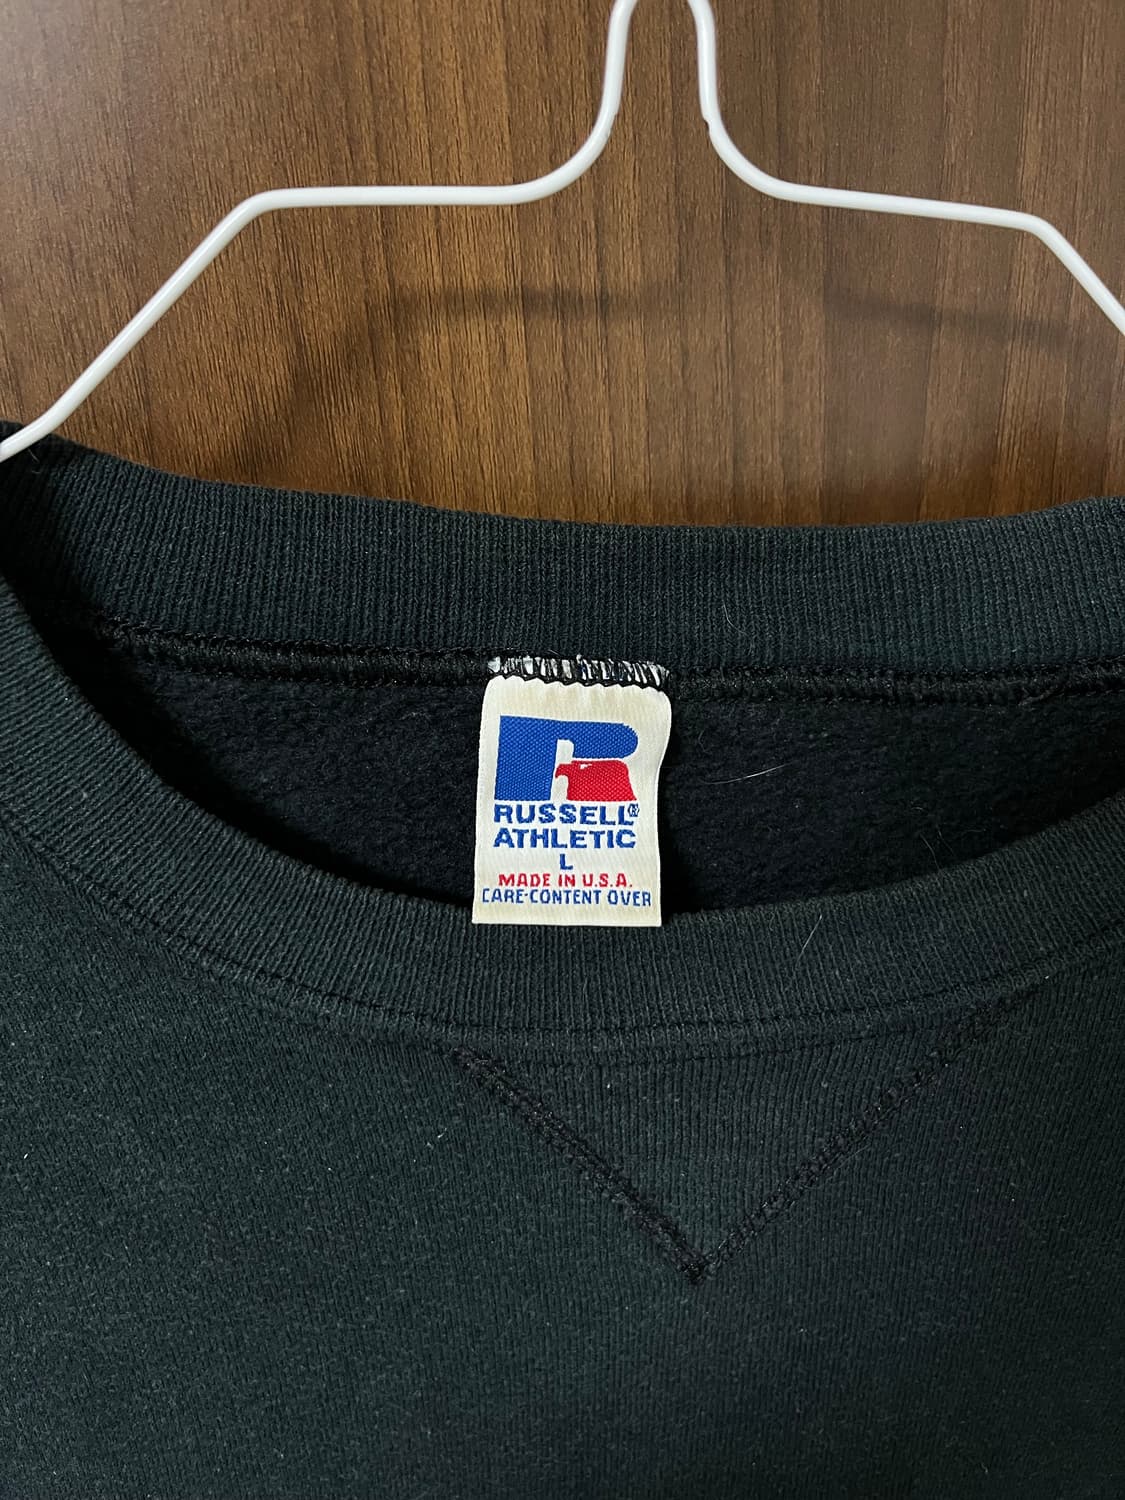 RUSSELL®
ATHLETIC
L
MADE IN U.S.A.
CARE-CONTENT OVER